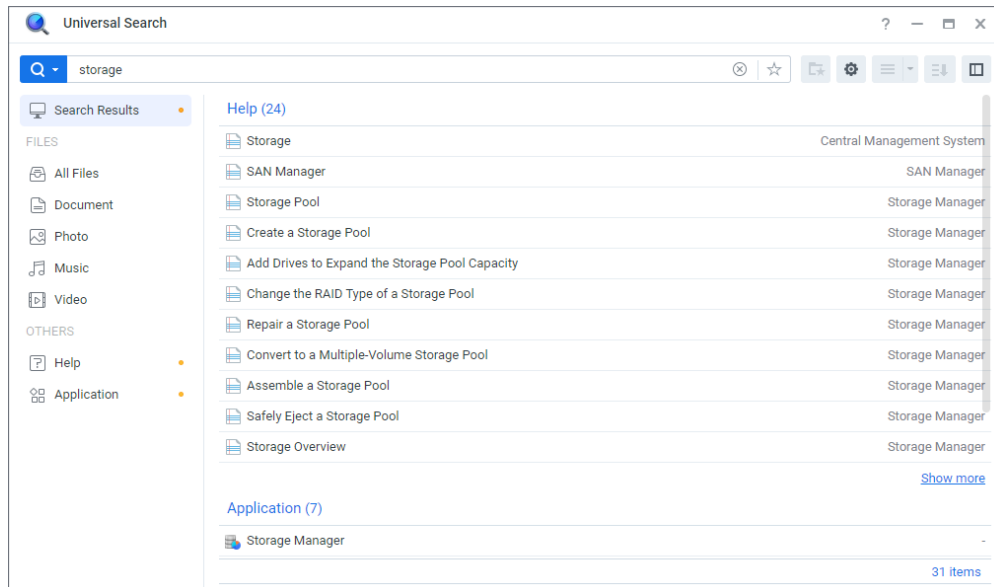 Universal Search
storage
Search Results
FILES
All Files
Document
Photo
Music
Video
OTHERS
Help
Application
Help (24)
Storage Central Management System
SAN Manager SAN Manager
Storage Pool Storage Manager
Create a Storage Pool Storage Manager
Add Drives to Expand the Storage Pool Capacity Storage Manager
Change the RAID Type of a Storage Pool Storage Manager
Repair a Storage Pool Storage Manager
Convert to a Multiple-Volume Storage Pool Storage Manager
Assemble a Storage Pool Storage Manager
Safely Eject a Storage Pool Storage Manager
Storage Overview Storage Manager
Show more
Application (7)
Storage Manager -
31 items